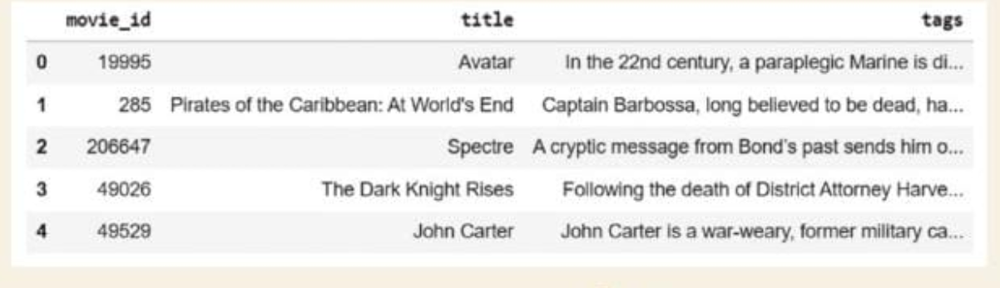 movie_id title tags
0 19995 Avatar In the 22nd century, a paraplegic Marine is di...
1 285 Pirates of the Caribbean: At World's End Captain Barbossa, long believed to be dead, ha...
2 206647 Spectre A cryptic message from Bond's past sends him o...
3 49026 The Dark Knight Rises Following the death of District Attorney Harve...
4 49529 John Carter John Carter is a war-weary, former military ca...